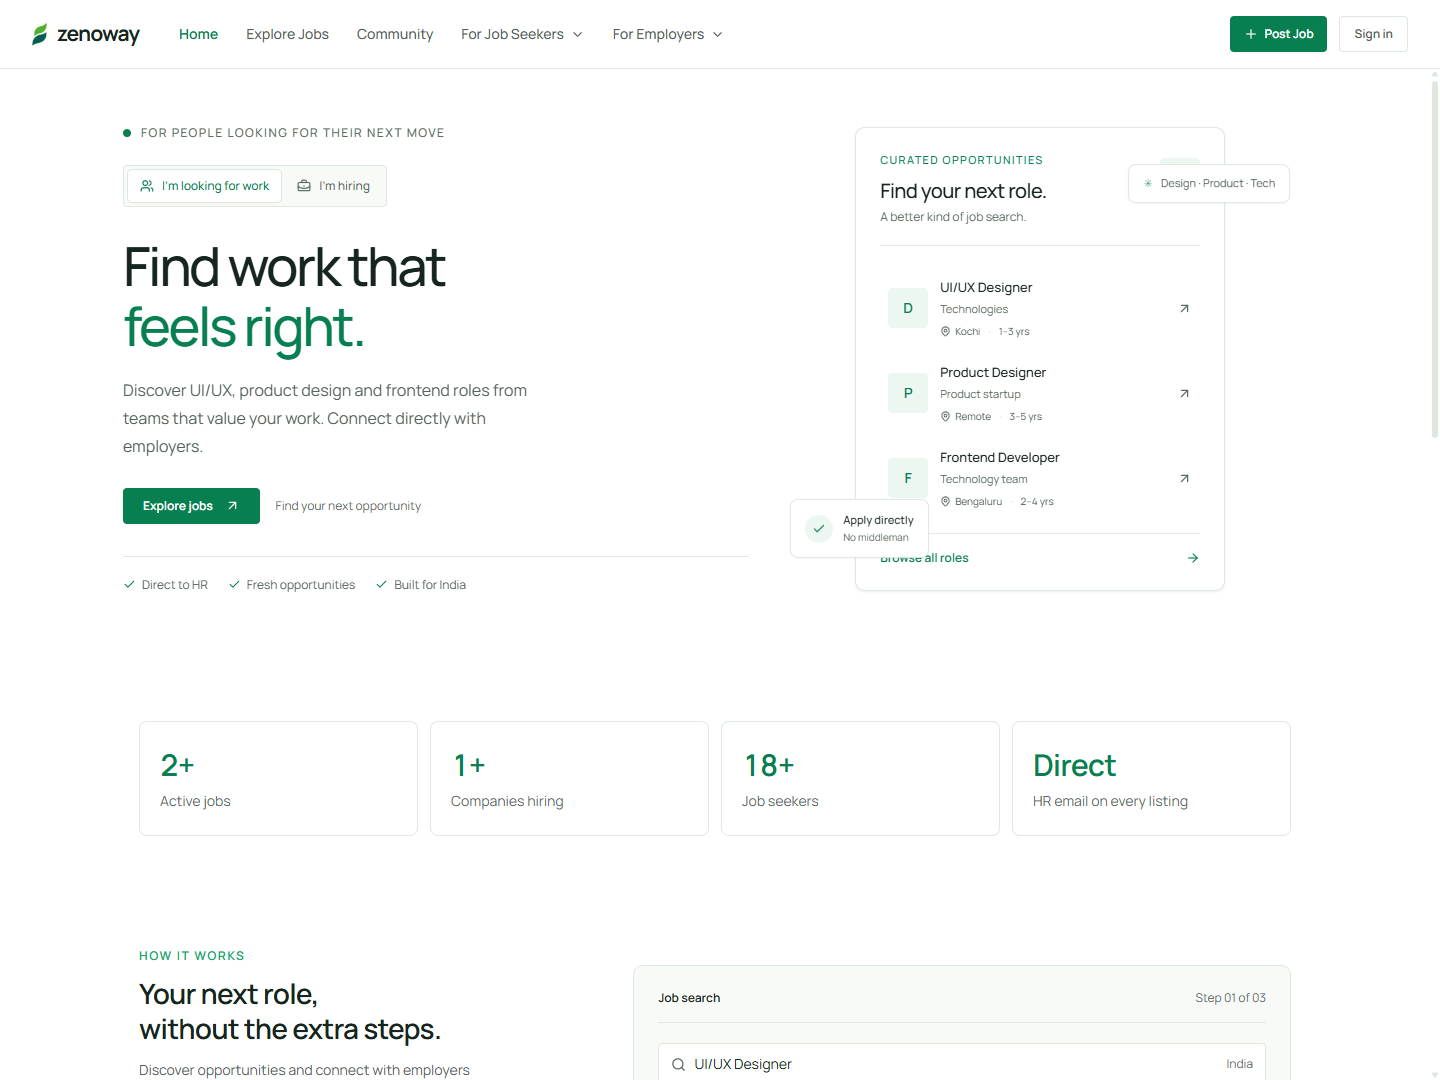 zenoway
Home
Explore Jobs
Community
For Job Seekers
For Employers
Post Job
Sign in
FOR PEOPLE LOOKING FOR THEIR NEXT MOVE
I'm looking for work
I'm hiring
Find work that
feels right.
Discover UI/UX, product design and frontend roles from
teams that value your work. Connect directly with
employers.
Explore jobs
Find your next opportunity
Direct to HR
Fresh opportunities
Built for India
CURATED OPPORTUNITIES
Find your next role.
A better kind of job search.
Design · Product · Tech
D
UI/UX Designer
Technologies
Kochi · 1–3 yrs
P
Product Designer
Product startup
Remote · 3–5 yrs
F
Frontend Developer
Technology team
Bengaluru · 2–4 yrs
Apply directly
No middleman
Browse all roles
2+
Active jobs
1+
Companies hiring
18+
Job seekers
Direct
HR email on every listing
HOW IT WORKS
Your next role,
without the extra steps.
Discover opportunities and connect with employers
Job search
Step 01 of 03
UI/UX Designer
India